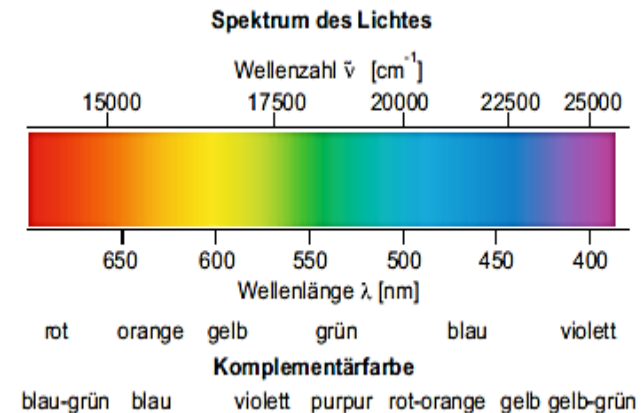 Spektrum des Lichtes
Wellenzahl ṽ [cm⁻¹]
15000 17500 20000 22500 25000
650 600 550 500 450 400
Wellenlänge λ [nm]
rot orange gelb grün blau violett
Komplementärfarbe
blau-grün blau violett purpur rot-orange gelb gelb-grün